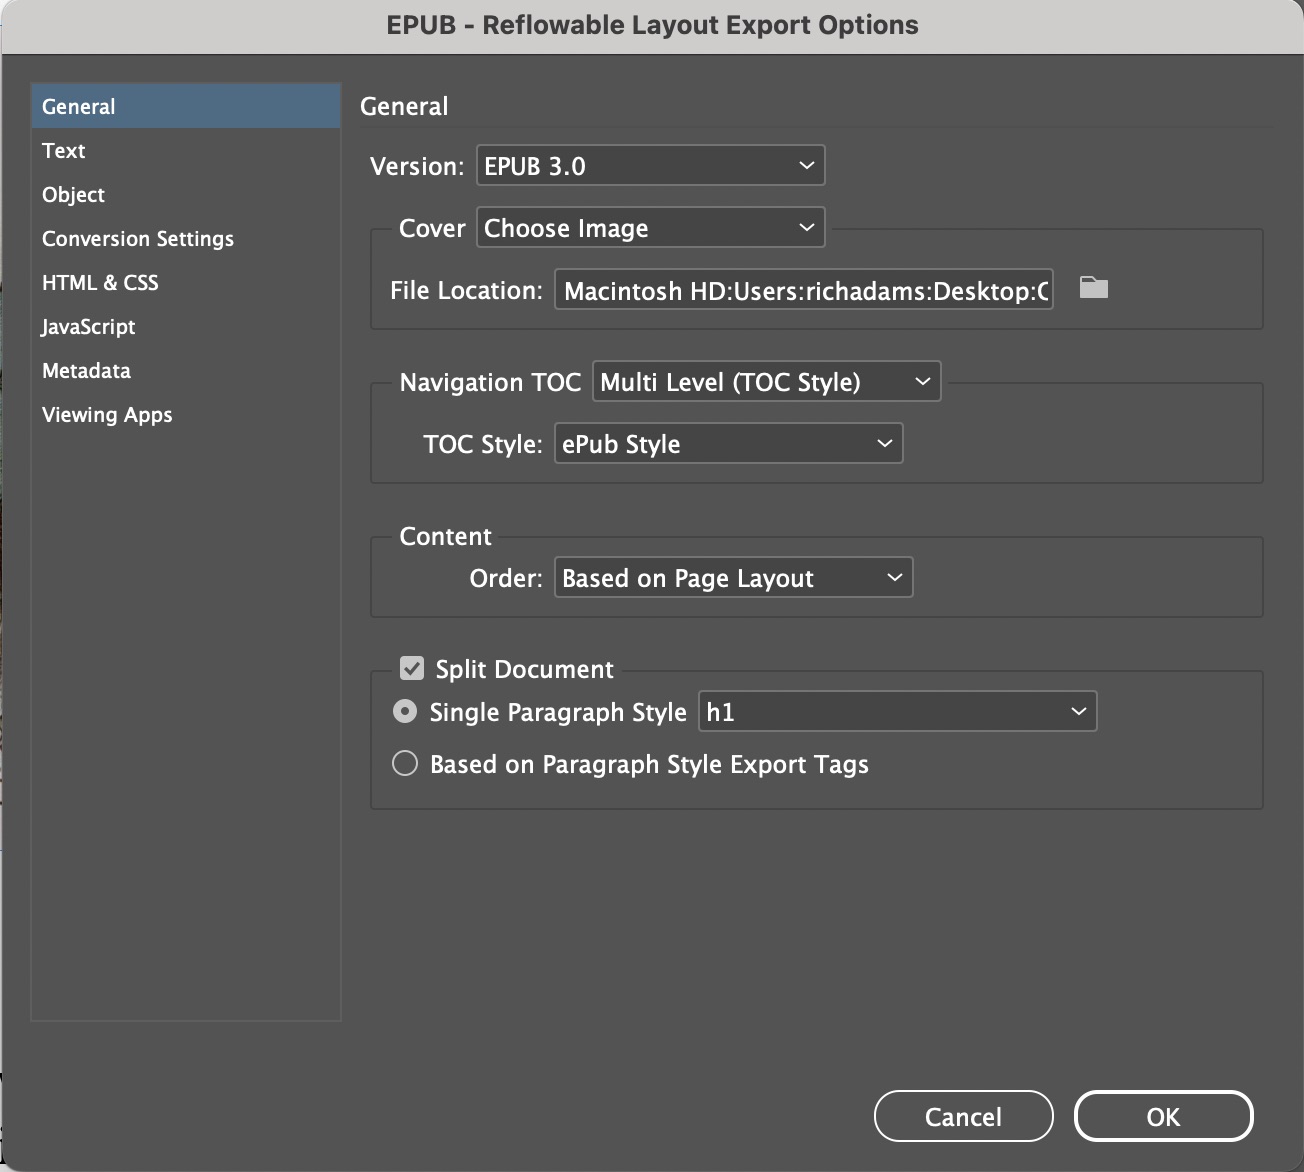 EPUB - Reflowable Layout Export Options
General
Text
Object
Conversion Settings
HTML & CSS
JavaScript
Metadata
Viewing Apps
General
Version: EPUB 3.0
Cover Choose Image
File Location: Macintosh HD:Users:richadams:Desktop:C
Navigation TOC Multi Level (TOC Style)
TOC Style: ePub Style
Content
Order: Based on Page Layout
Split Document
Single Paragraph Style h1
Based on Paragraph Style Export Tags
Cancel OK